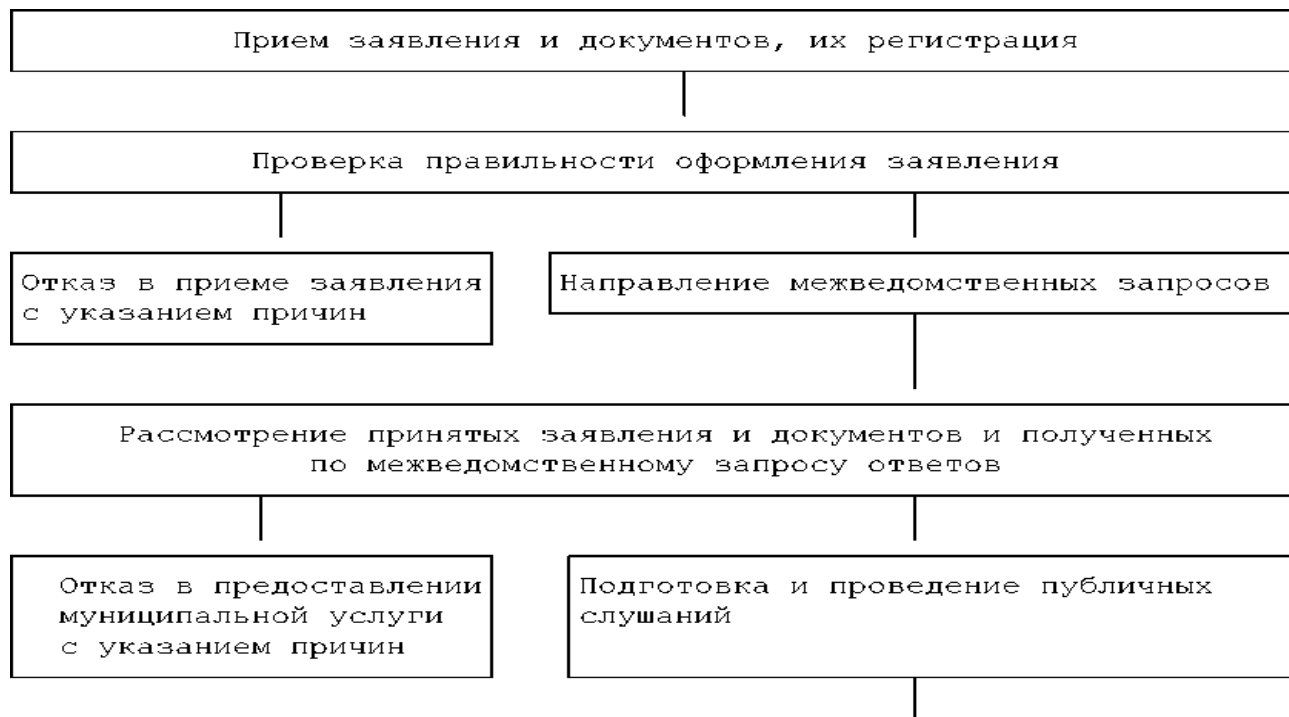 Прием заявления и документов, их регистрация
Проверка правильности оформления заявления
Отказ в приеме заявления
с указанием причин
Направление межведомственных запросов
Рассмотрение принятых заявления и документов и полученных
по межведомственному запросу ответов
Отказ в предоставлении
муниципальной услуги
с указанием причин
Подготовка и проведение публичных
слушаний